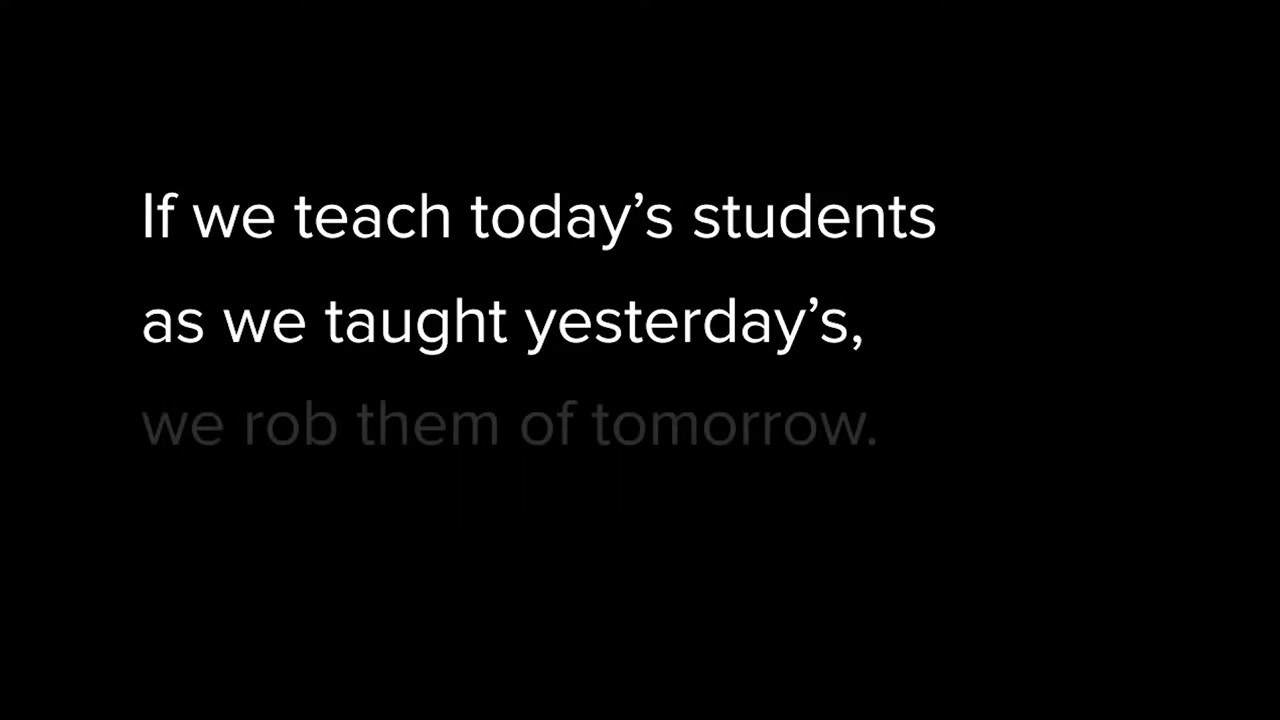 If we teach today’s students
as we taught yesterday’s,
we rob them of tomorrow.